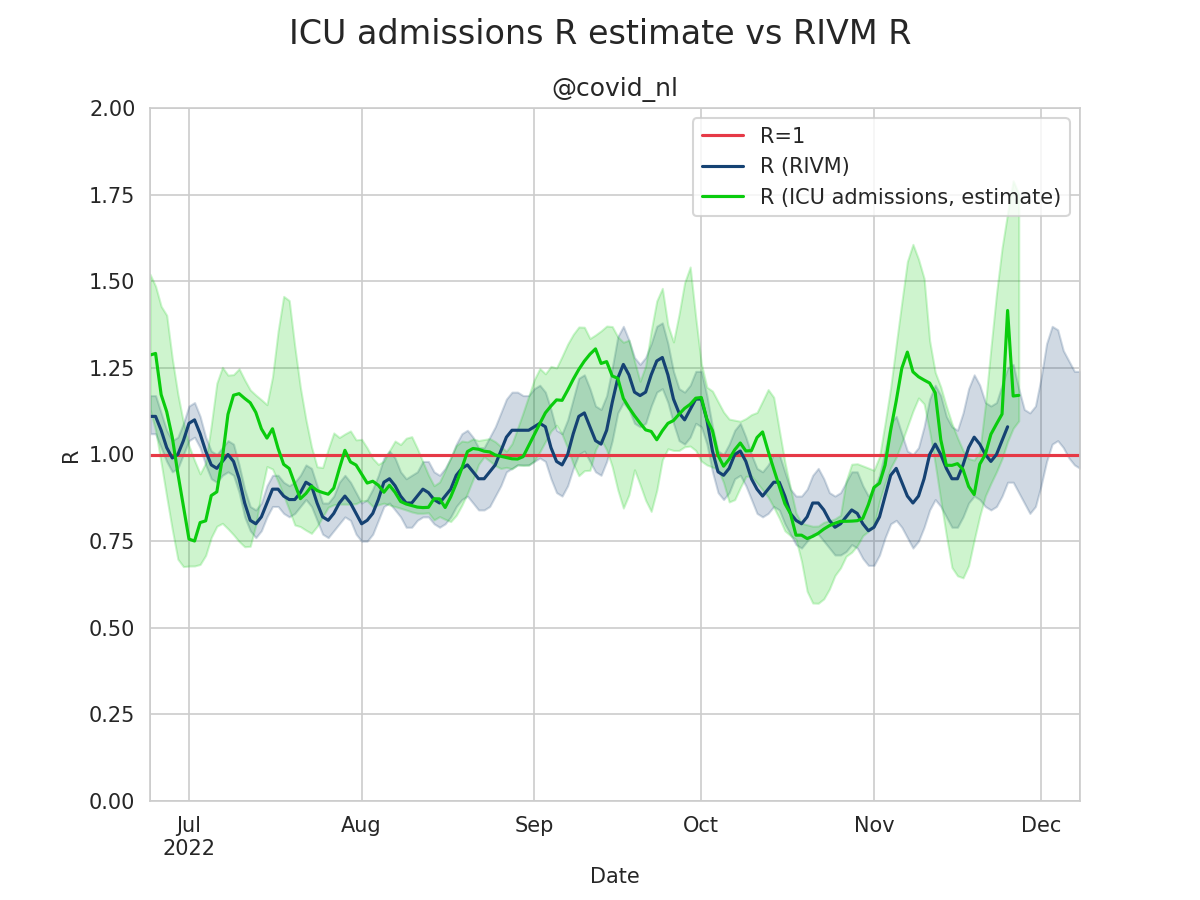 ICU admissions R estimate vs RIVM R
@covid_nl
R=1
R (RIVM)
R (ICU admissions, estimate)
R
2.00
1.75
1.50
1.25
1.00
0.75
0.50
0.25
0.00
Jul Aug Sep Oct Nov Dec
2022
Date